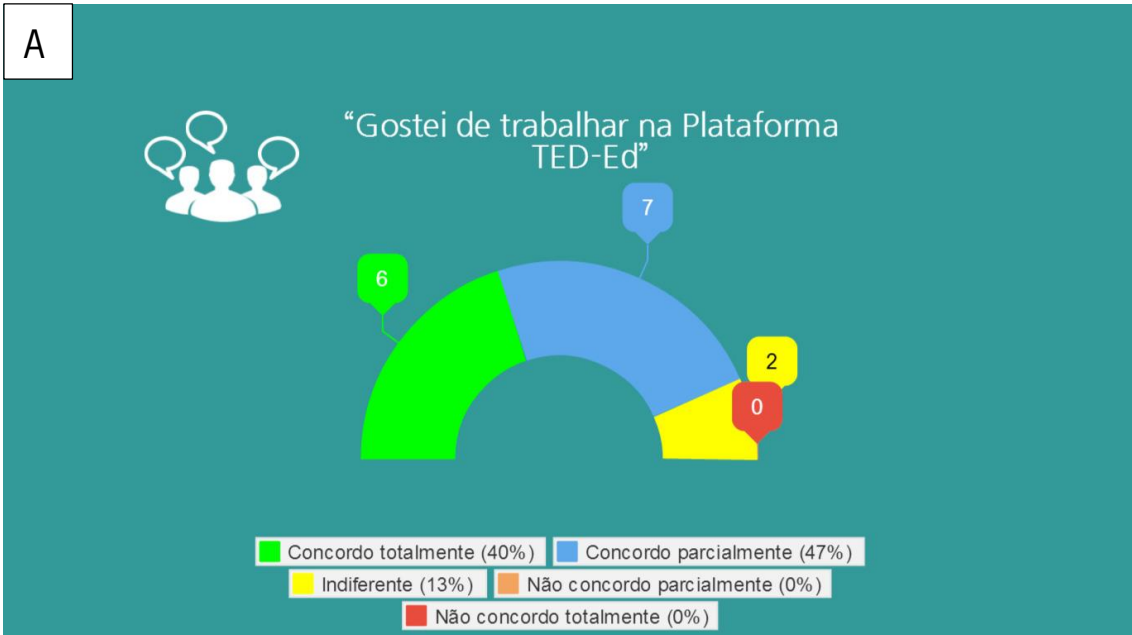 A
“Gostei de trabalhar na Plataforma
TED-Ed”
7
6
2
0
Concordo totalmente (40%) Concordo parcialmente (47%)
Indiferente (13%) Não concordo parcialmente (0%)
Não concordo totalmente (0%)